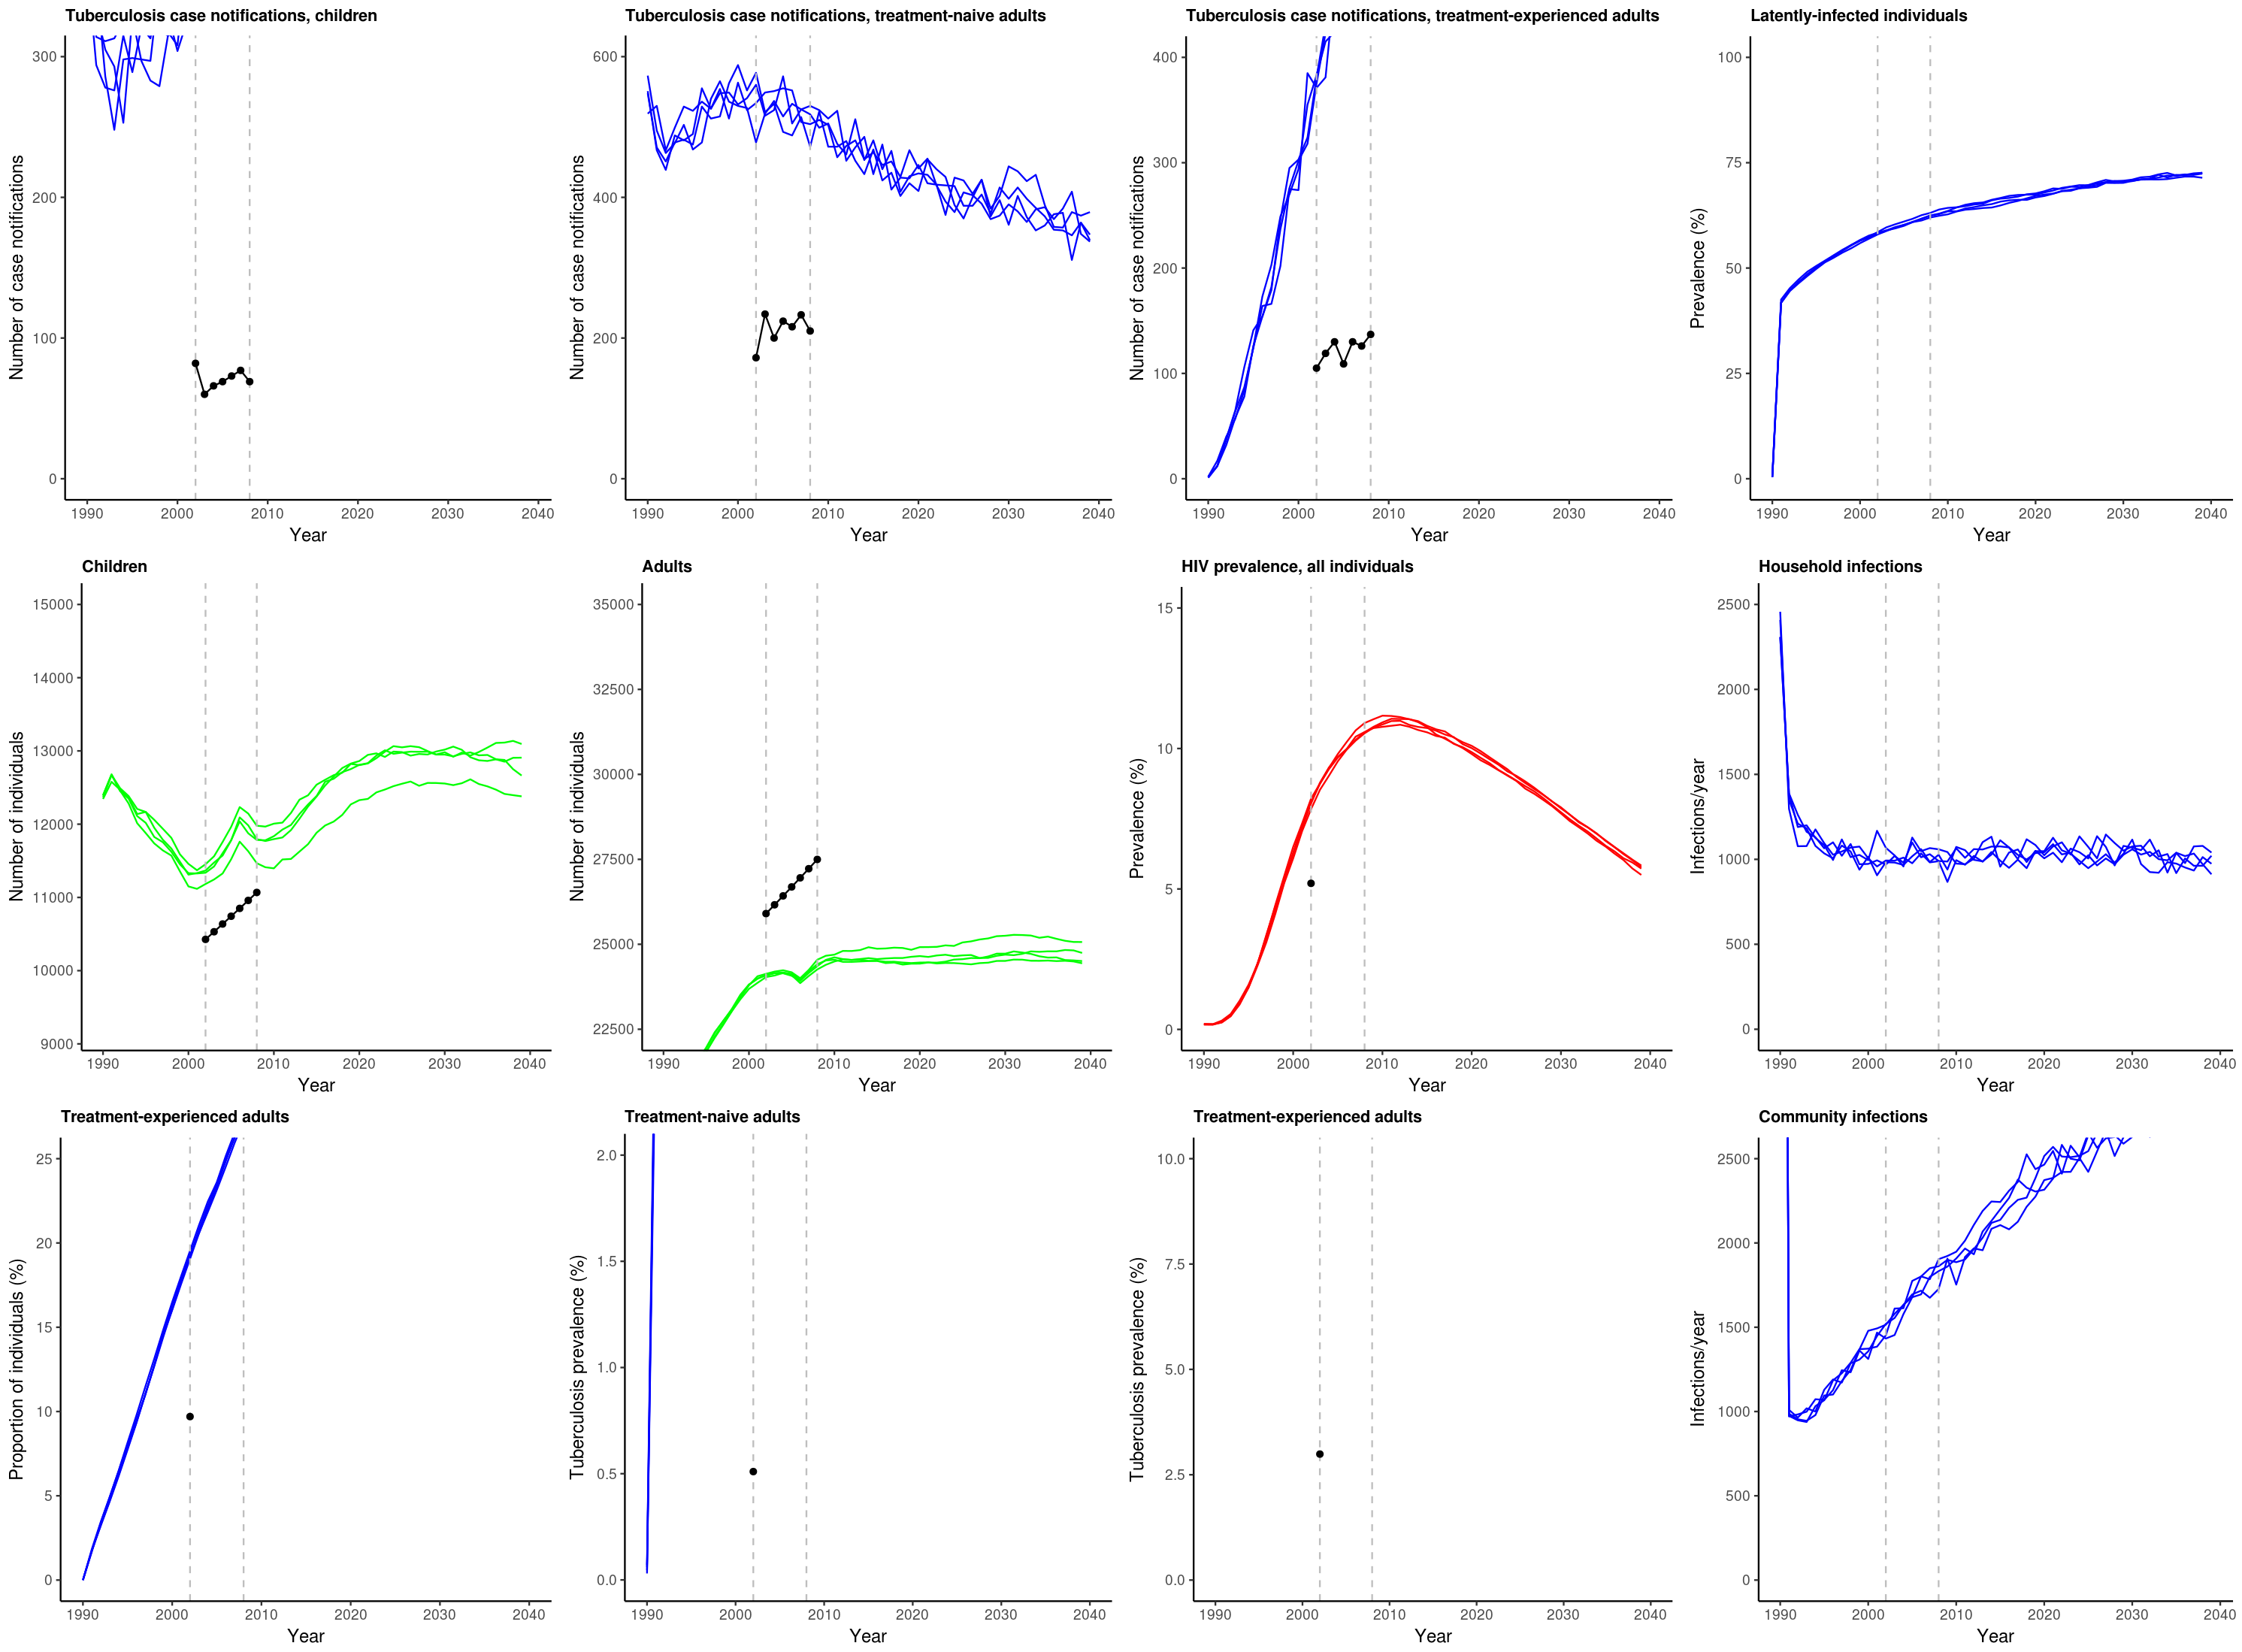 Tuberculosis case notifications, children
Number of case notifications
300
200
100
0
1990 2000 2010 2020 2030 2040
Year
Tuberculosis case notifications, treatment-naive adults
Number of case notifications
600
400
200
0
1990 2000 2010 2020 2030 2040
Year
Tuberculosis case notifications, treatment-experienced adults
Number of case notifications
400
300
200
100
0
1990 2000 2010 2020 2030 2040
Year
Latently-infected individuals
Prevalence (%)
100
75
50
25
0
1990 2000 2010 2020 2030 2040
Year
Children
Number of individuals
15000
14000
13000
12000
11000
10000
9000
1990 2000 2010 2020 2030 2040
Year
Adults
Number of individuals
35000
32500
30000
27500
25000
22500
1990 2000 2010 2020 2030 2040
Year
HIV prevalence, all individuals
Prevalence (%)
15
10
5
0
1990 2000 2010 2020 2030 2040
Year
Household infections
Infections/year
2500
2000
1500
1000
500
0
1990 2000 2010 2020 2030 2040
Year
Treatment-experienced adults
Proportion of individuals (%)
25
20
15
10
5
0
1990 2000 2010 2020 2030 2040
Year
Treatment-naive adults
Tuberculosis prevalence (%)
2.0
1.5
1.0
0.5
0.0
1990 2000 2010 2020 2030 2040
Year
Treatment-experienced adults
Tuberculosis prevalence (%)
10.0
7.5
5.0
2.5
0.0
1990 2000 2010 2020 2030 2040
Year
Community infections
Infections/year
2500
2000
1500
1000
500
0
1990 2000 2010 2020 2030 2040
Year